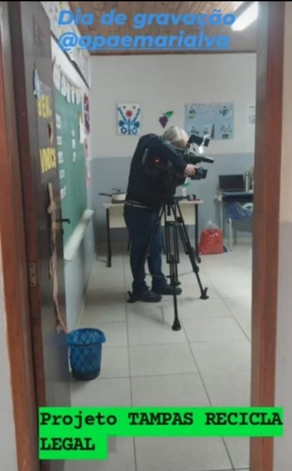 Dia de gravação
@apaemarialva
Projeto TAMPAS RECICLA
LEGAL